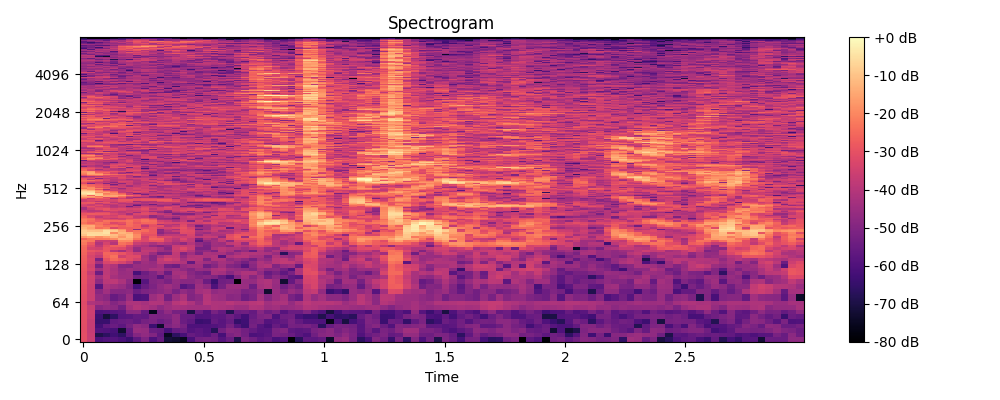 Spectrogram
Hz
4096
2048
1024
512
256
128
64
0
0
0.5
1
1.5
2
2.5
Time
+0 dB
-10 dB
-20 dB
-30 dB
-40 dB
-50 dB
-60 dB
-70 dB
-80 dB